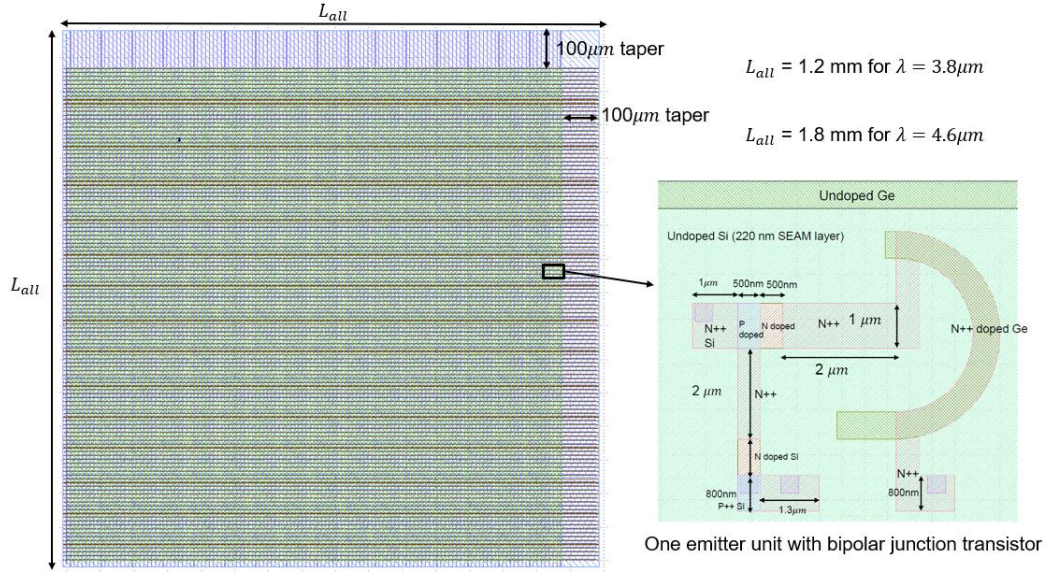 L_all
100μm taper
L_all = 1.2 mm for λ = 3.8μm
100μm taper
L_all = 1.8 mm for λ = 4.6μm
L_all
Undoped Ge
Undoped Si (220 nm SEAM layer)
1μm
500nm
500nm
N++
Si
P
doped
N doped
N++
1 μm
N++ doped Ge
2 μm
2 μm
N++
N doped Si
N++
800nm
P++ Si
1.3μm
800nm
One emitter unit with bipolar junction transistor